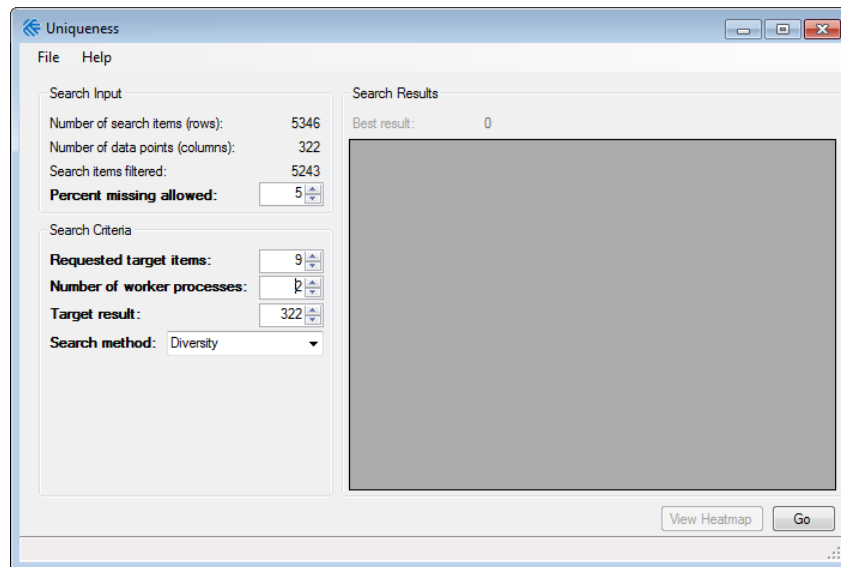 Uniqueness
File Help
Search Input
Number of search items (rows): 5346
Number of data points (columns): 322
Search items filtered: 5243
Percent missing allowed: 5
Search Criteria
Requested target items: 9
Number of worker processes: 2
Target result: 322
Search method: Diversity
Search Results
Best result: 0
View Heatmap Go